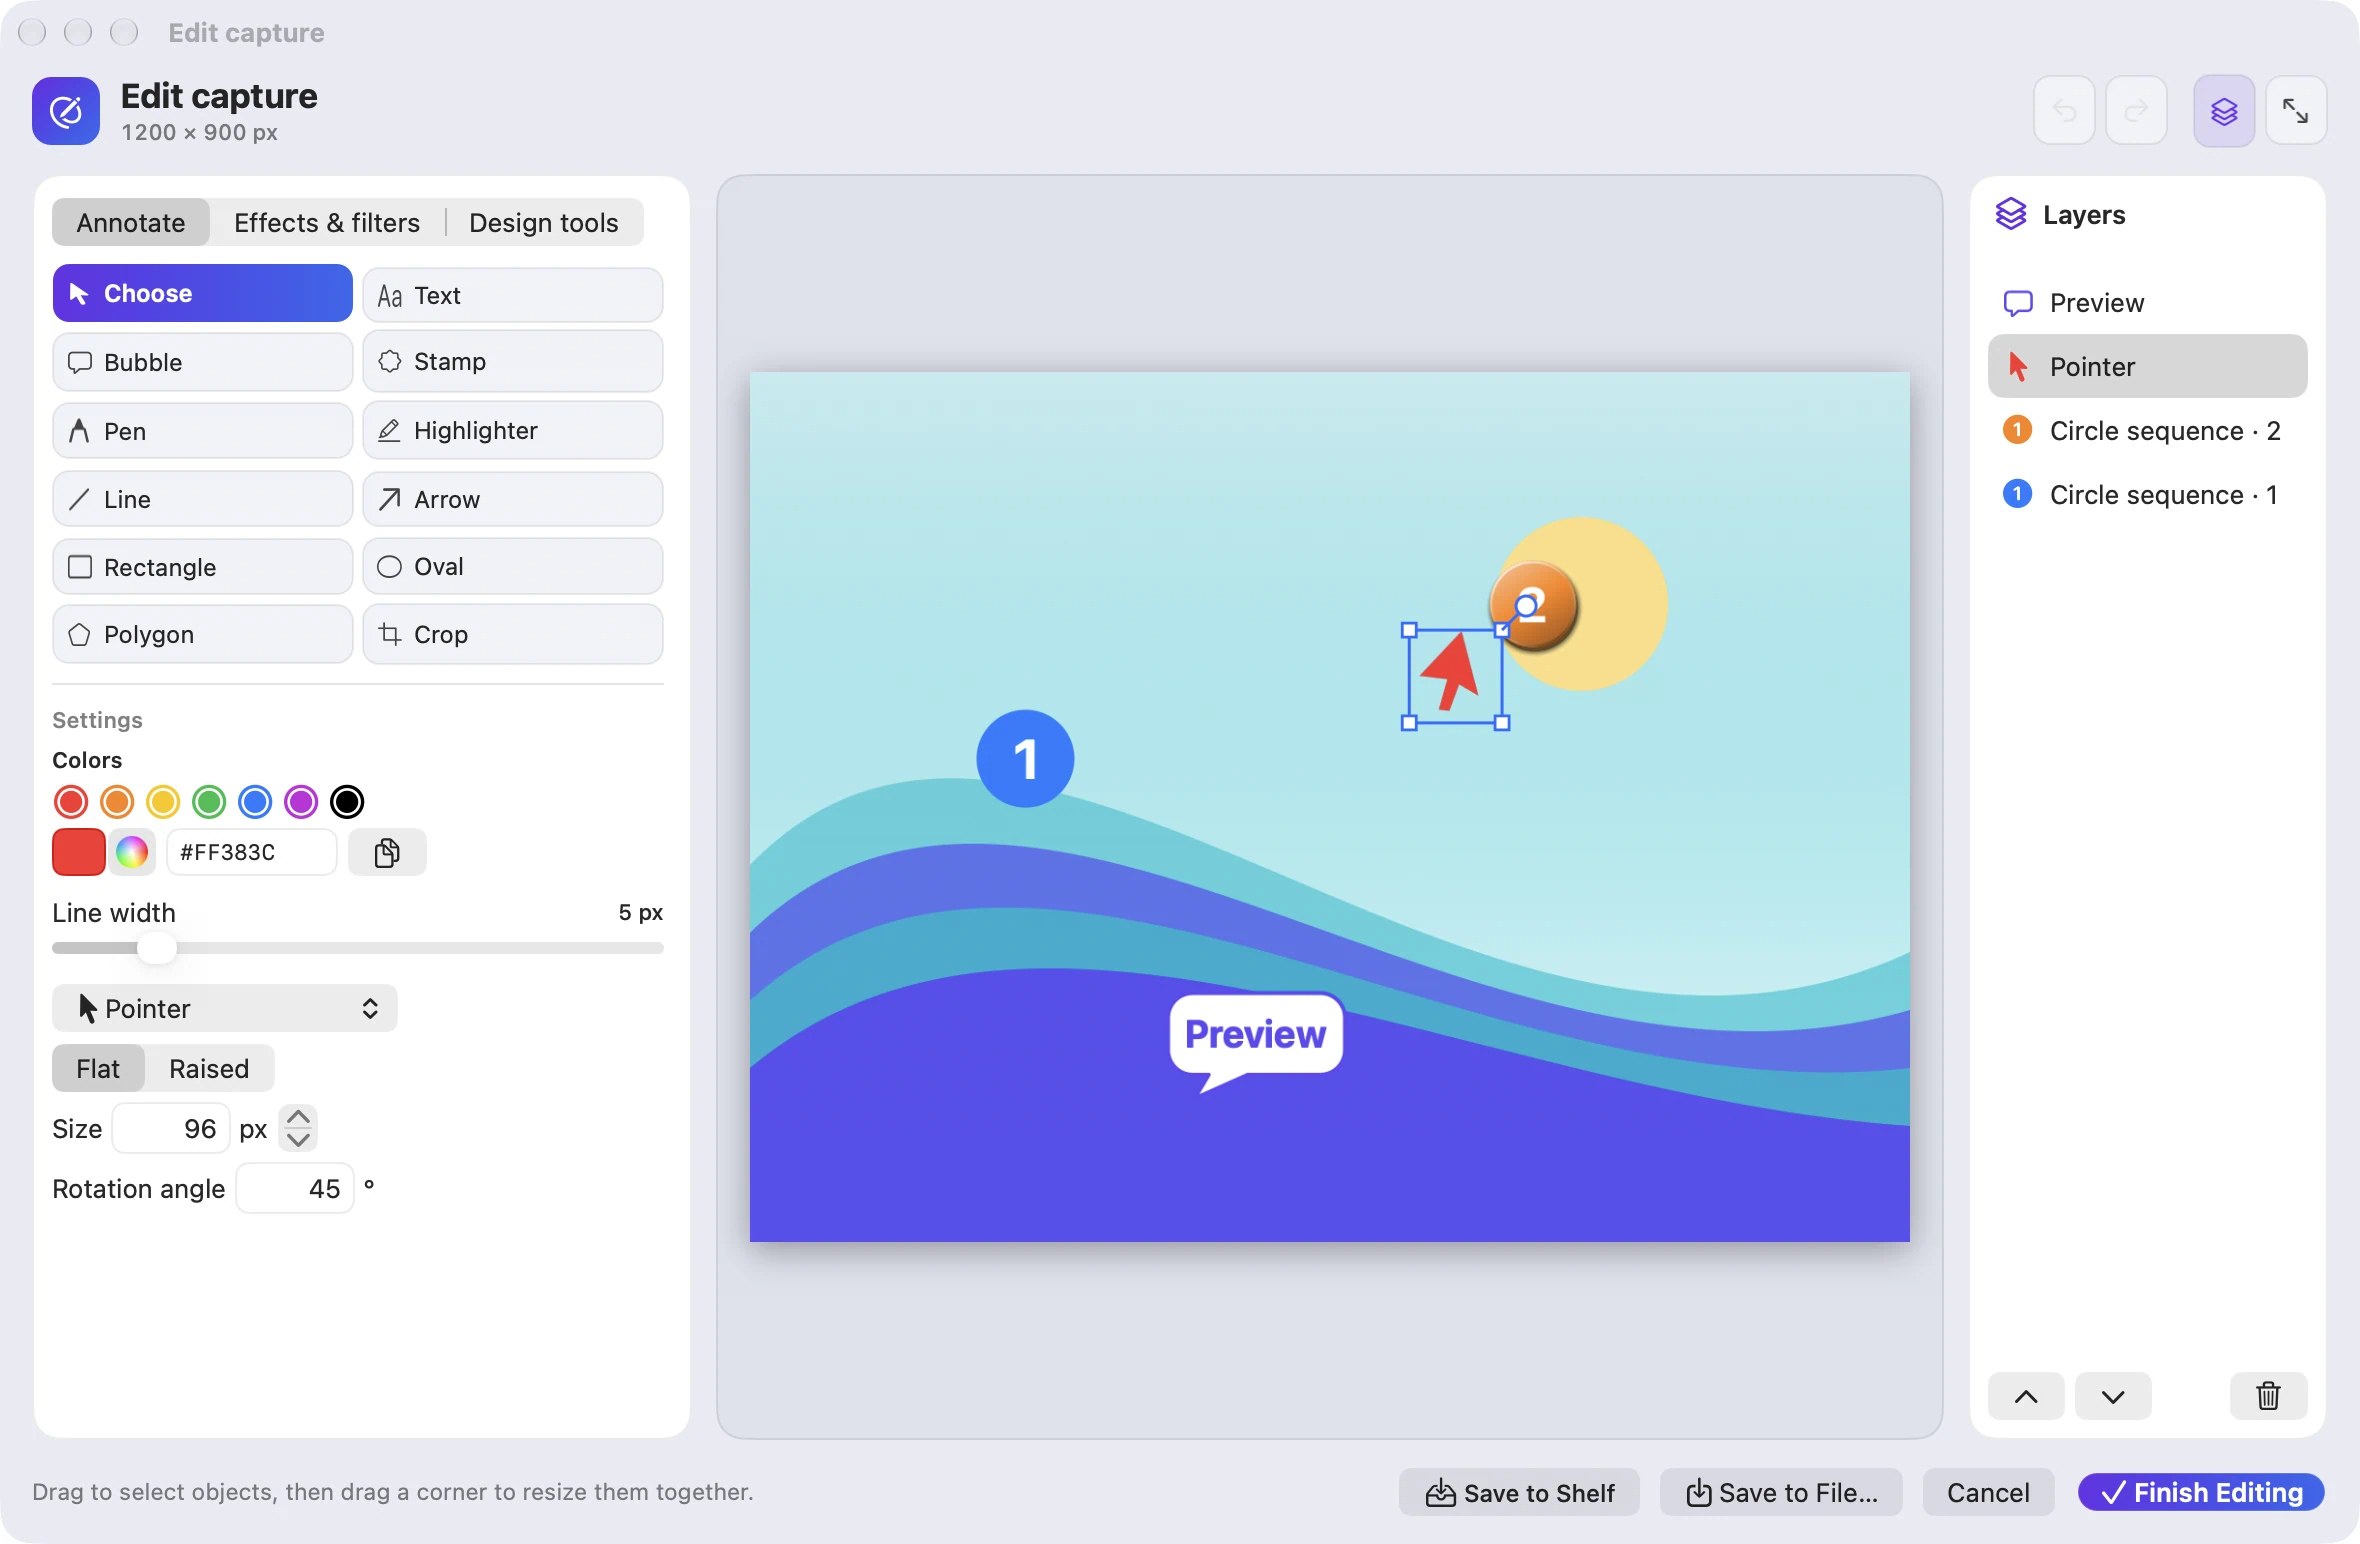 Edit capture
Edit capture
1200 × 900 px
Annotate
Effects & filters
Design tools
Choose
Aa Text
Bubble
Stamp
Pen
Highlighter
Line
Arrow
Rectangle
Oval
Polygon
Crop
Settings
Colors
#FF383C
Line width
5 px
Pointer
Flat
Raised
Size 96 px
Rotation angle 45 °
2
1
Preview
Layers
Preview
Pointer
1 Circle sequence · 2
1 Circle sequence · 1
Drag to select objects, then drag a corner to resize them together.
Save to Shelf
Save to File...
Cancel
Finish Editing